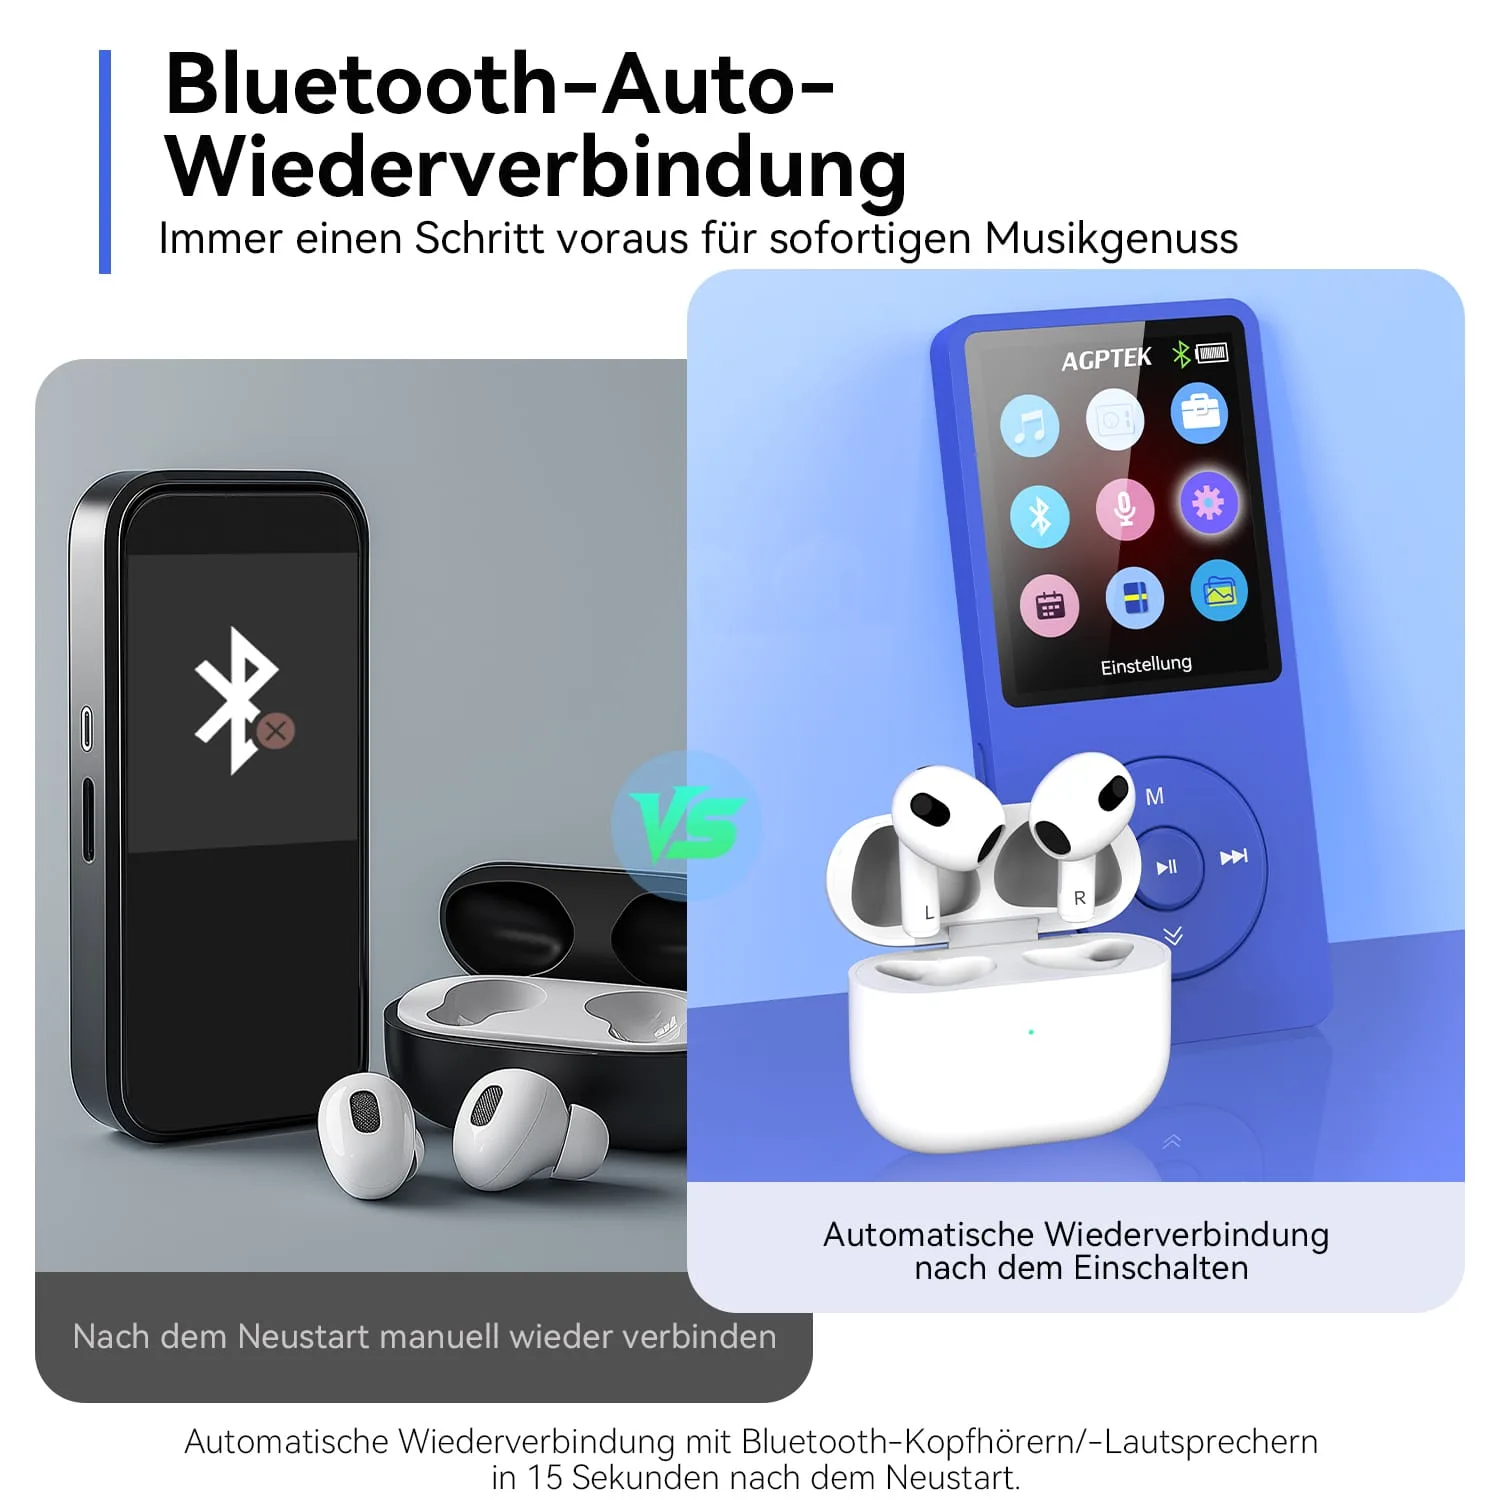 Bluetooth-Auto-
Wiederverbindung
Immer einen Schritt voraus für sofortigen Musikgenuss
AGPTEK
Einstellung
VS
M
L
R
Automatische Wiederverbindung
nach dem Einschalten
Nach dem Neustart manuell wieder verbinden
Automatische Wiederverbindung mit Bluetooth-Kopfhörern/-Lautsprechern
in 15 Sekunden nach dem Neustart.